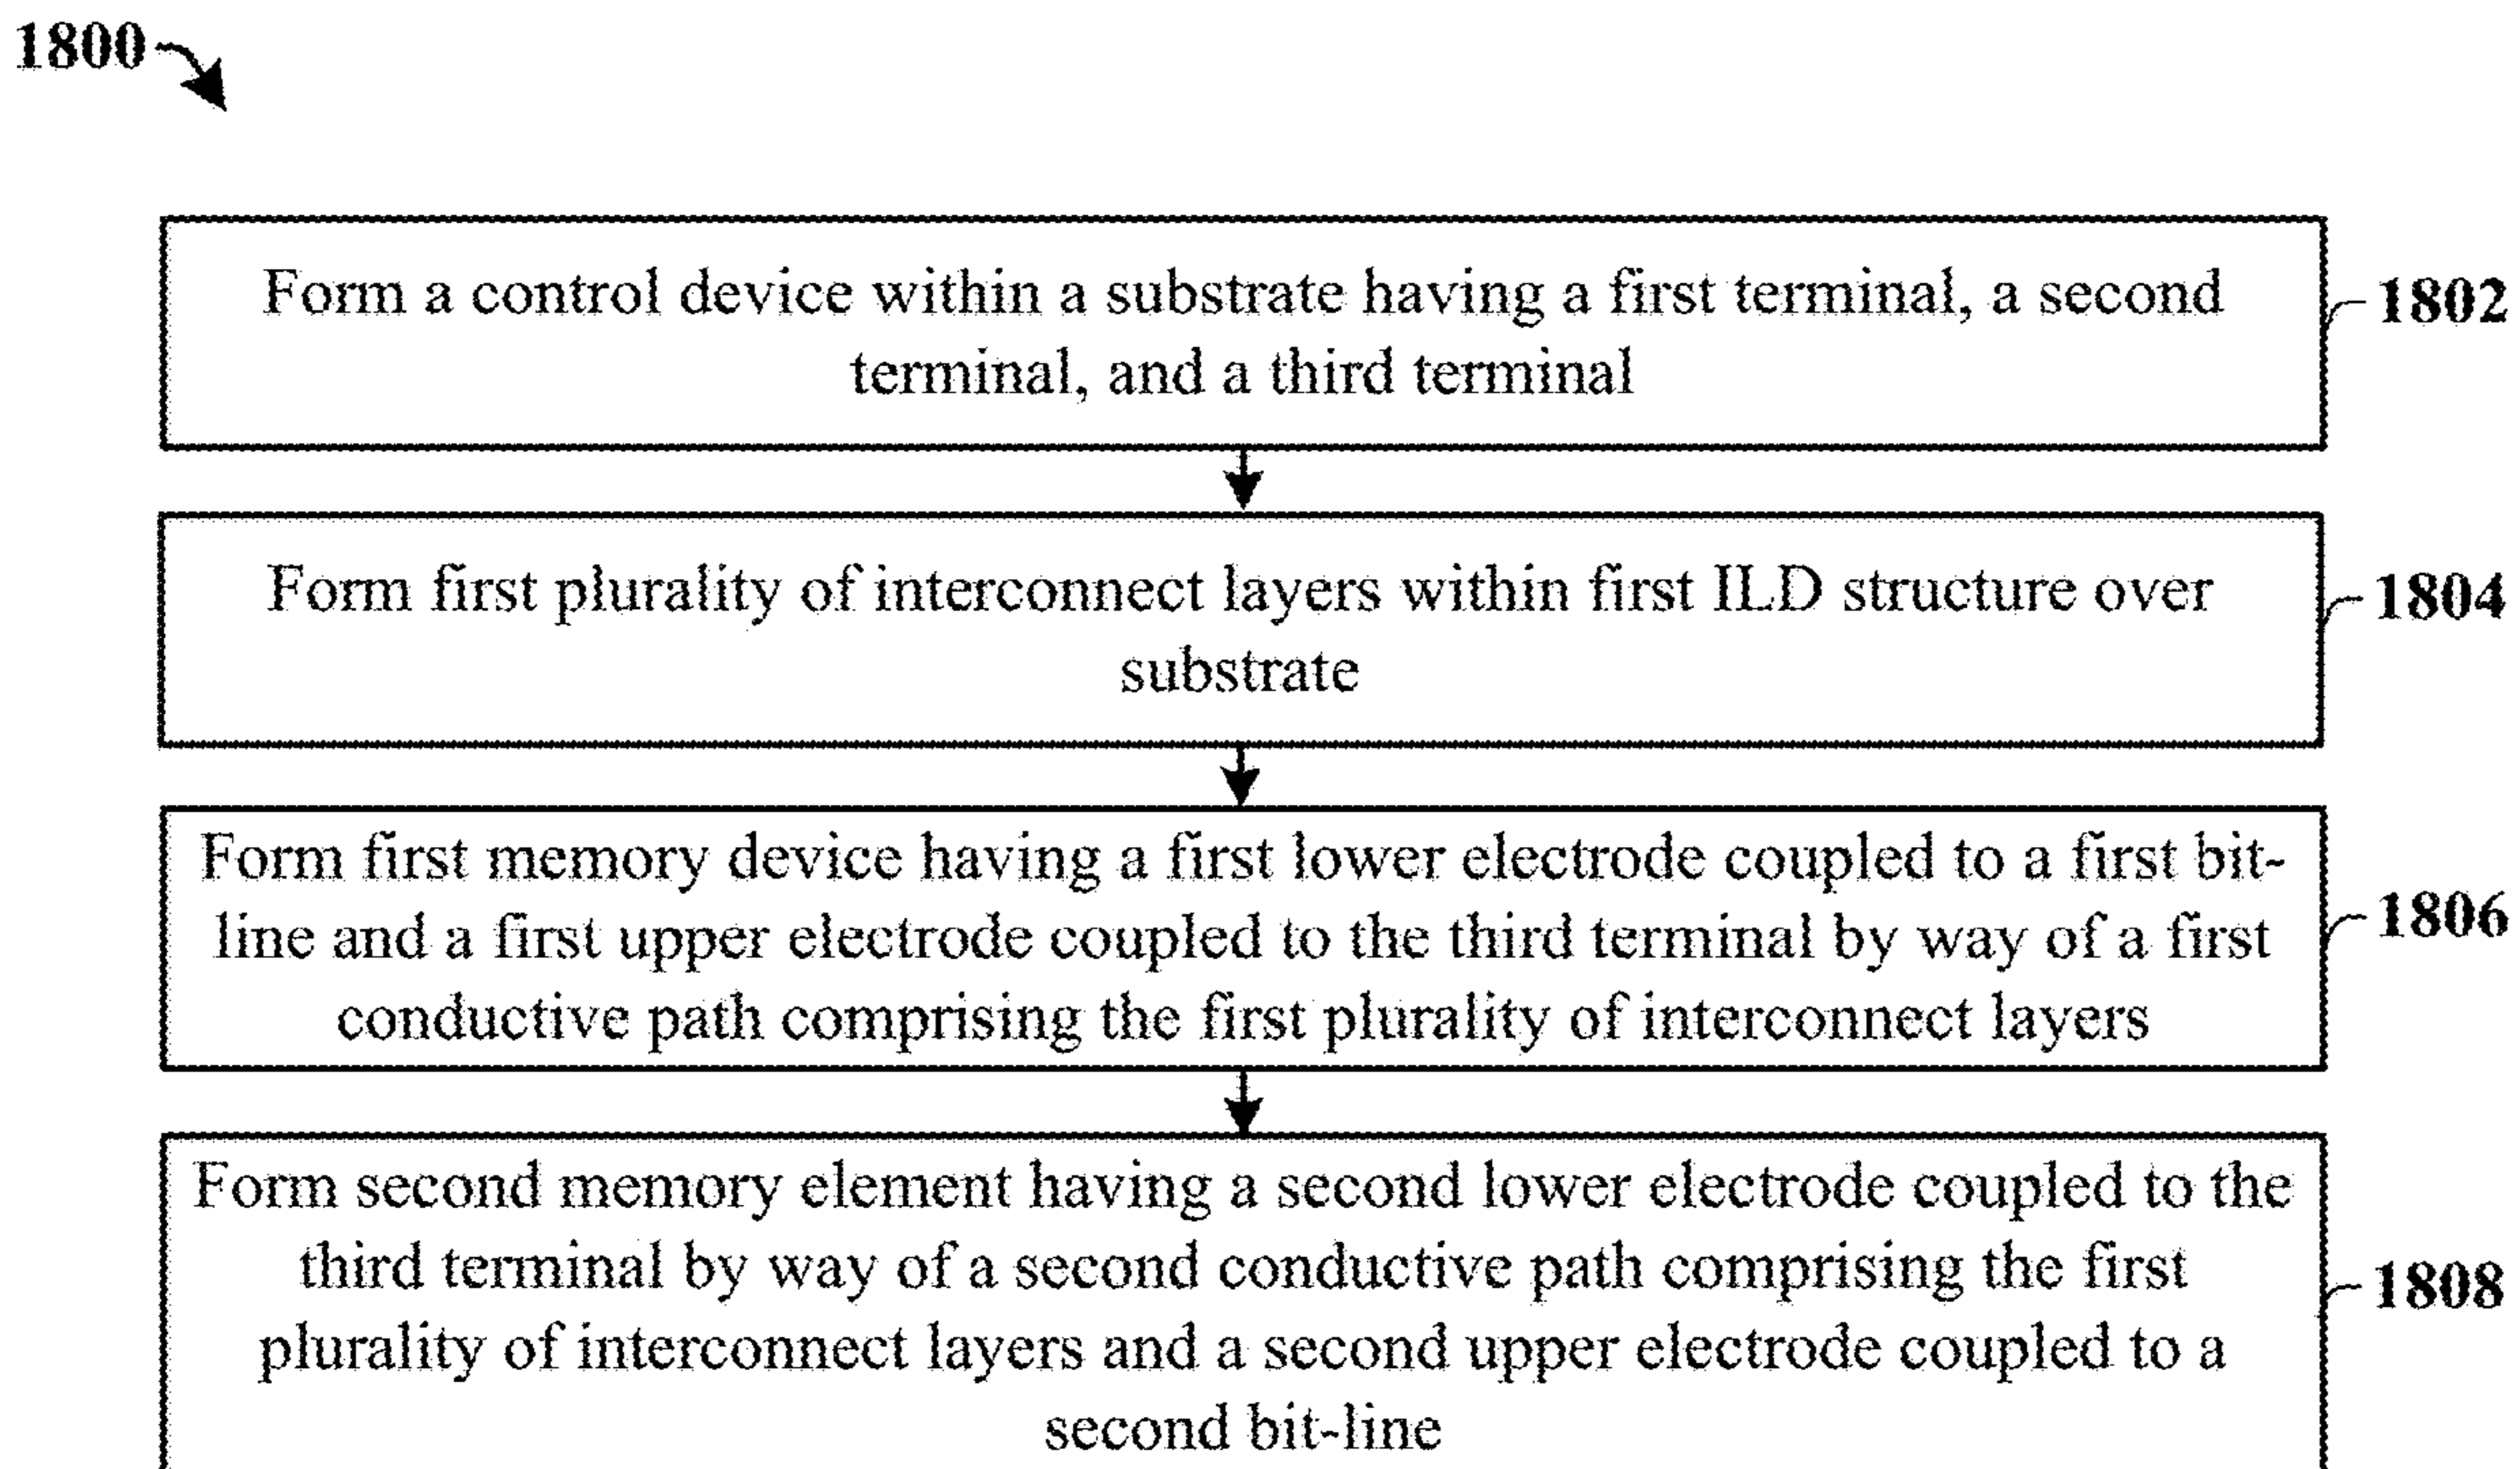 1800
Form a control device within a substrate having a first terminal, a second
terminal, and a third terminal
1802
Form first plurality of interconnect layers within first ILD structure over
substrate
1804
Form first memory device having a first lower electrode coupled to a first bit-
line and a first upper electrode coupled to the third terminal by way of a first
conductive path comprising the first plurality of interconnect layers
1806
Form second memory element having a second lower electrode coupled to the
third terminal by way of a second conductive path comprising the first
plurality of interconnect layers and a second upper electrode coupled to a
second bit-line
1808